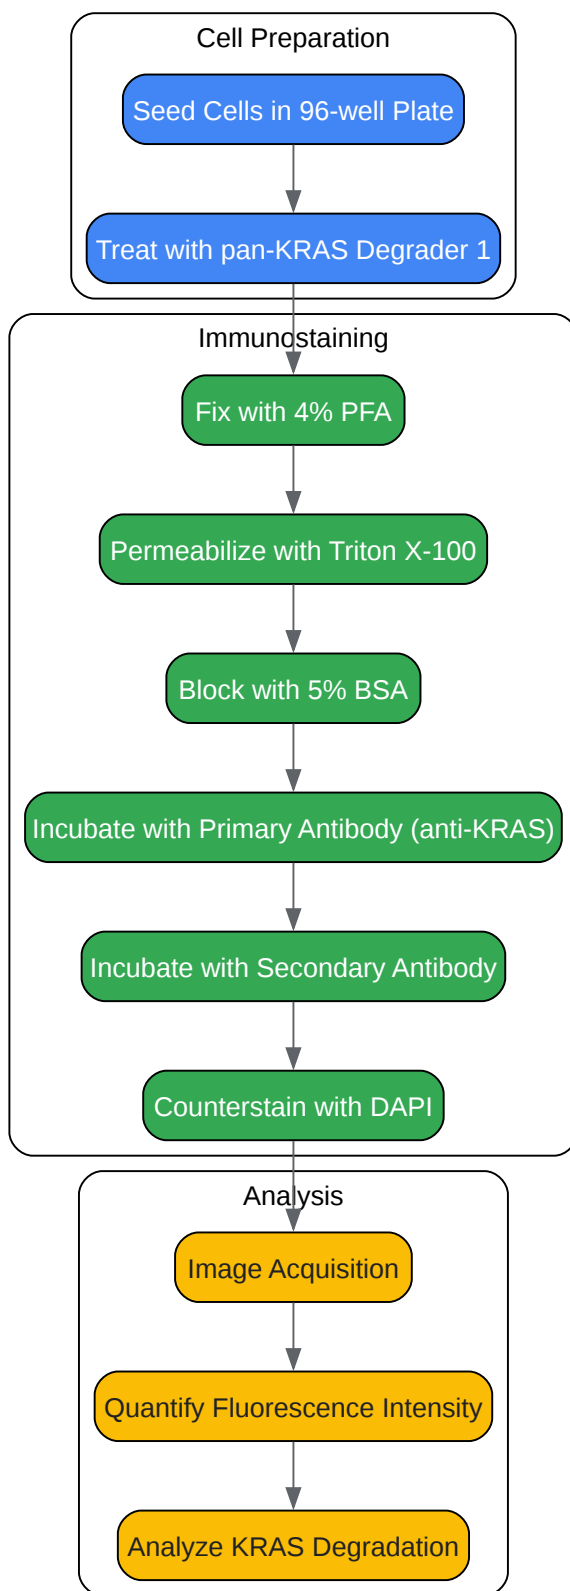 Cell Preparation
Seed Cells in 96-well Plate
Treat with pan-KRAS Degrader 1
Immunostaining
Fix with 4% PFA
Permeabilize with Triton X-100
Block with 5% BSA
Incubate with Primary Antibody (anti-KRAS)
Incubate with Secondary Antibody
Counterstain with DAPI
Analysis
Image Acquisition
Quantify Fluorescence Intensity
Analyze KRAS Degradation